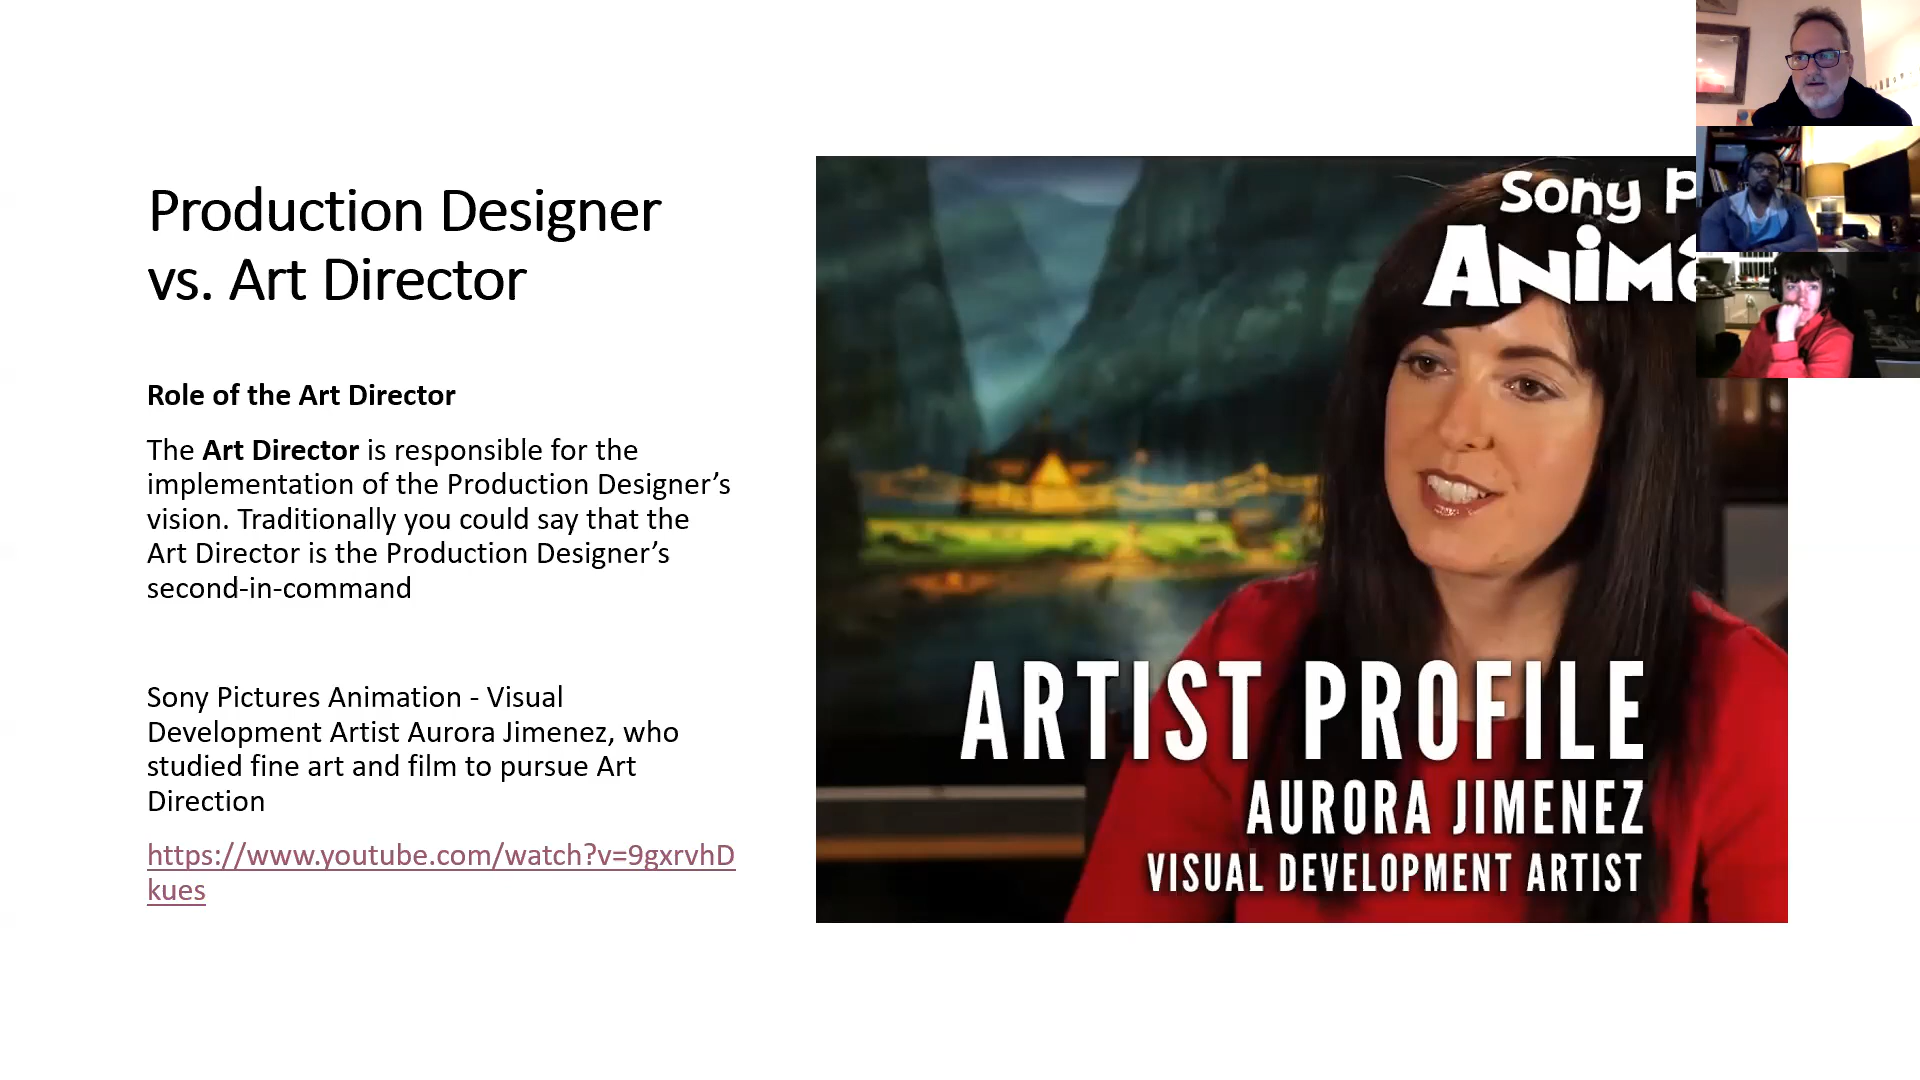 Production Designer
vs. Art Director
Role of the Art Director
The Art Director is responsible for the
implementation of the Production Designer’s
vision. Traditionally you could say that the
Art Director is the Production Designer’s
second-in-command
Sony Pictures Animation - Visual
Development Artist Aurora Jimenez, who
studied fine art and film to pursue Art
Direction
https://www.youtube.com/watch?v=9gxrvhD
kues
Sony P
ANiMa
ARTIST PROFILE
AURORA JIMENEZ
VISUAL DEVELOPMENT ARTIST